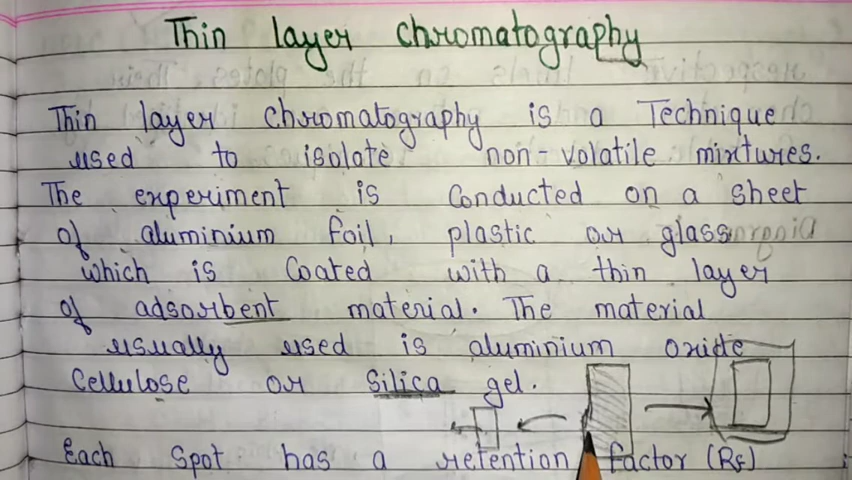 Thin layer chromatography
Thin layer chromatography is a Technique
used to isolate non-volatile mixtures.
The experiment is Conducted on a sheet
of aluminium foil, plastic or glass
which is Coated with a thin layer
of adsorbent material. The material
usually used is aluminium oxide
Cellulose or Silica gel.
Each spot has a retention factor (Rf)